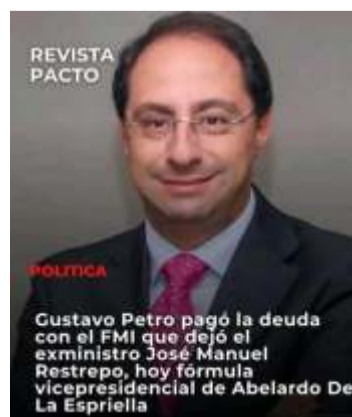 REVISTA
PACTO
POLITICA
Gustavo Petro pagó la deuda
con el FMI que dejó el
exministro José Manuel
Restrepo, hoy fórmula
vicepresidencial de Abelardo De
La Espriella